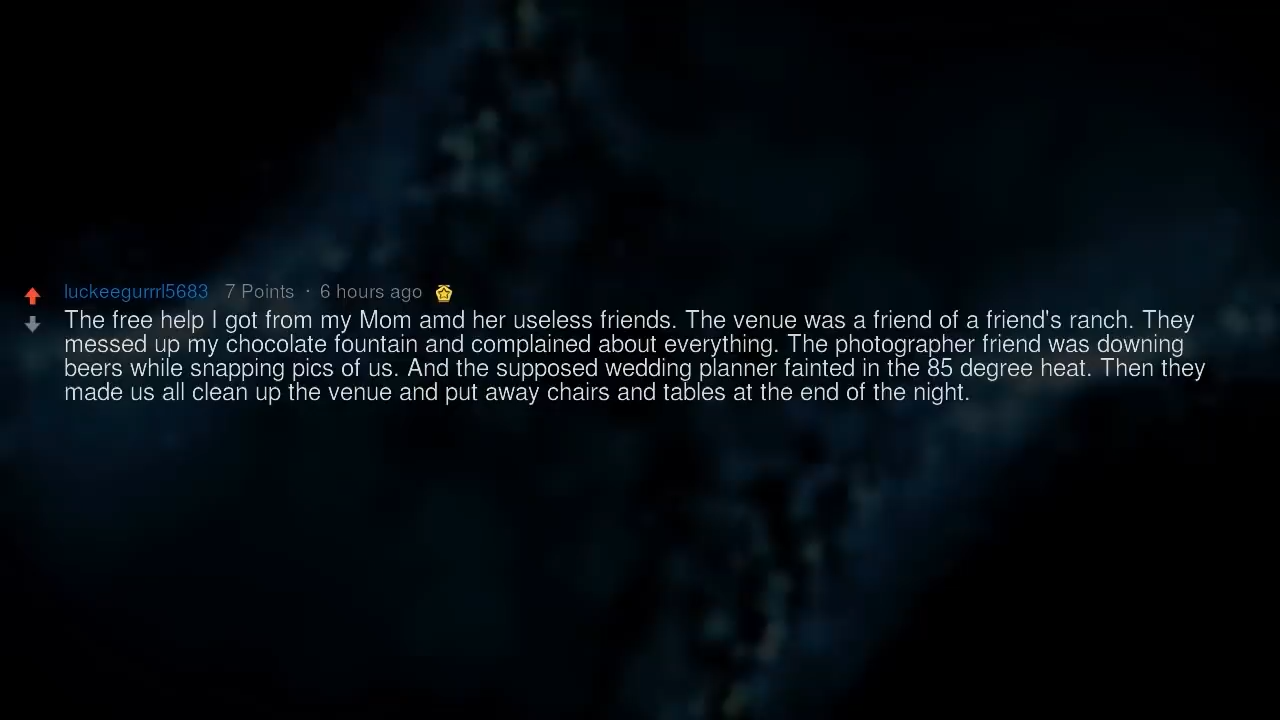 luckeegurrrl5683 7 Points · 6 hours ago
The free help I got from my Mom amd her useless friends. The venue was a friend of a friend's ranch. They
messed up my chocolate fountain and complained about everything. The photographer friend was downing
beers while snapping pics of us. And the supposed wedding planner fainted in the 85 degree heat. Then they
made us all clean up the venue and put away chairs and tables at the end of the night.